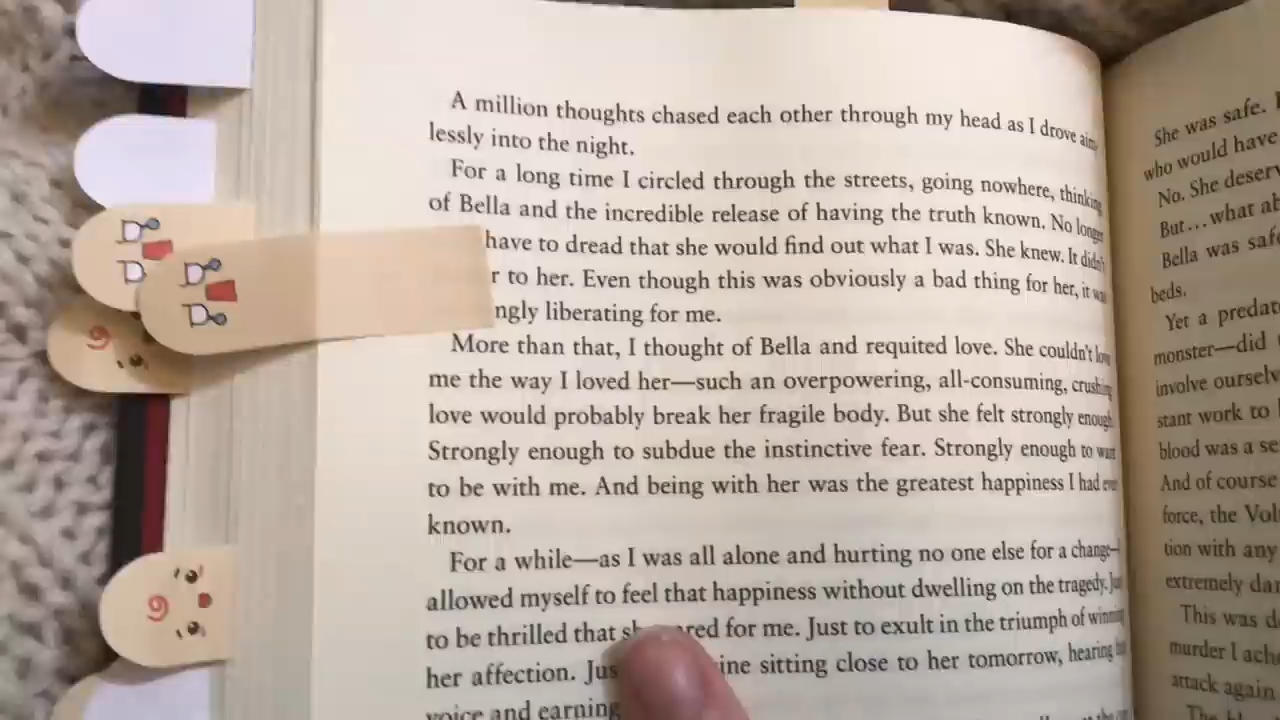 A million thoughts chased each other through my head as I drove aim-
lessly into the night.
For a long time I circled through the streets, going nowhere, thinking
of Bella and the incredible release of having the truth known. No longer
have to dread that she would find out what I was. She knew. It didn't
r to her. Even though this was obviously a bad thing for her, it was
ngly liberating for me.
More than that, I thought of Bella and requited love. She couldn't love
me the way I loved her—such an overpowering, all-consuming, crushing
love would probably break her fragile body. But she felt strongly enough.
Strongly enough to subdue the instinctive fear. Strongly enough to want
to be with me. And being with her was the greatest happiness I had ever
known.
For a while—as I was all alone and hurting no one else for a change—I
allowed myself to feel that happiness without dwelling on the tragedy. Just
to be thrilled that for me. Just to exult in the triumph of winning
her affection. sitting close to her tomorrow, hearing
voice and earning
She was safe.
who would have
No. She
But…what
Bella was safe
beds.
Yet a
monster—did
involve
stant work to
blood was a
And of course
force, the
tion with any
extremely
This was
murder I
attack again.